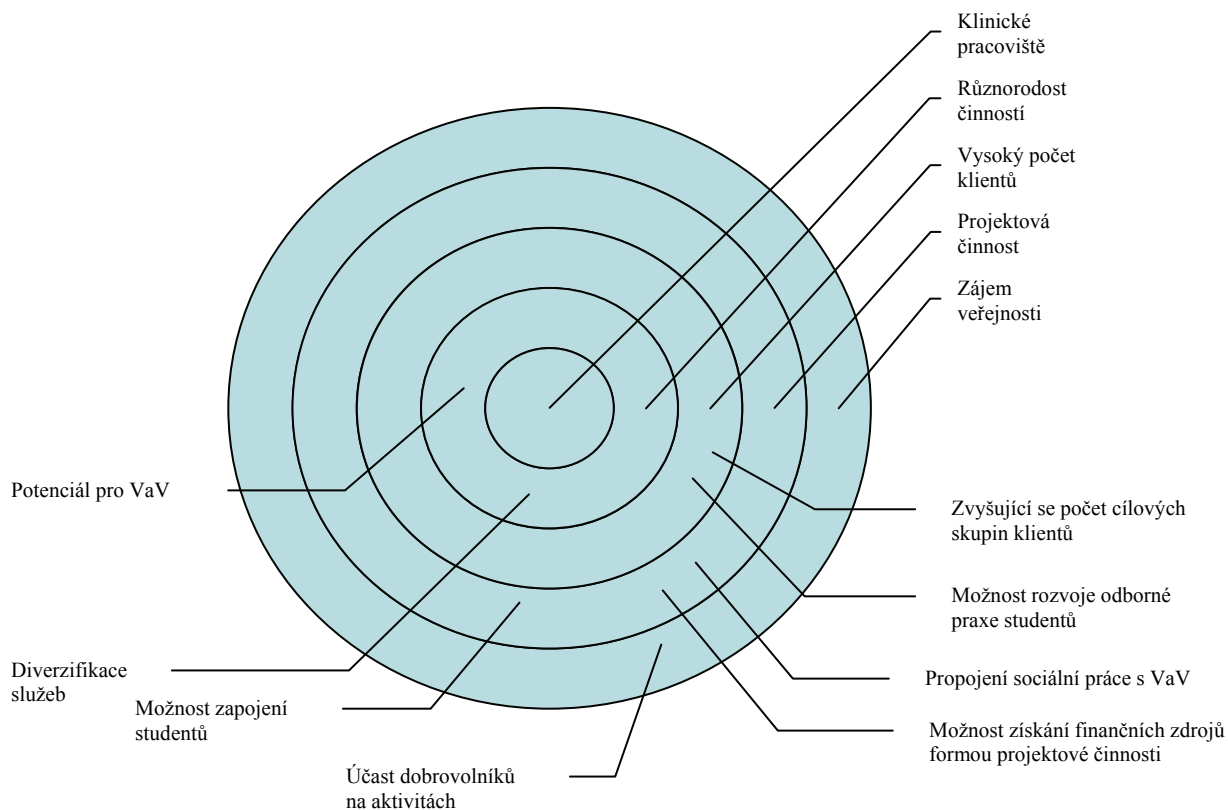 Klinické
pracoviště
Různorodost
činností
Vysoký počet
klientů
Projektová
činnost
Zájem
veřejnosti
Potenciál pro VaV
Zvyšující se počet cílových
skupin klientů
Možnost rozvoje odborné
praxe studentů
Diverzifikace
služeb
Propojení sociální práce s VaV
Možnost zapojení
studentů
Možnost získání finančních zdrojů
formou projektové činnosti
Účast dobrovolníků
na aktivitách